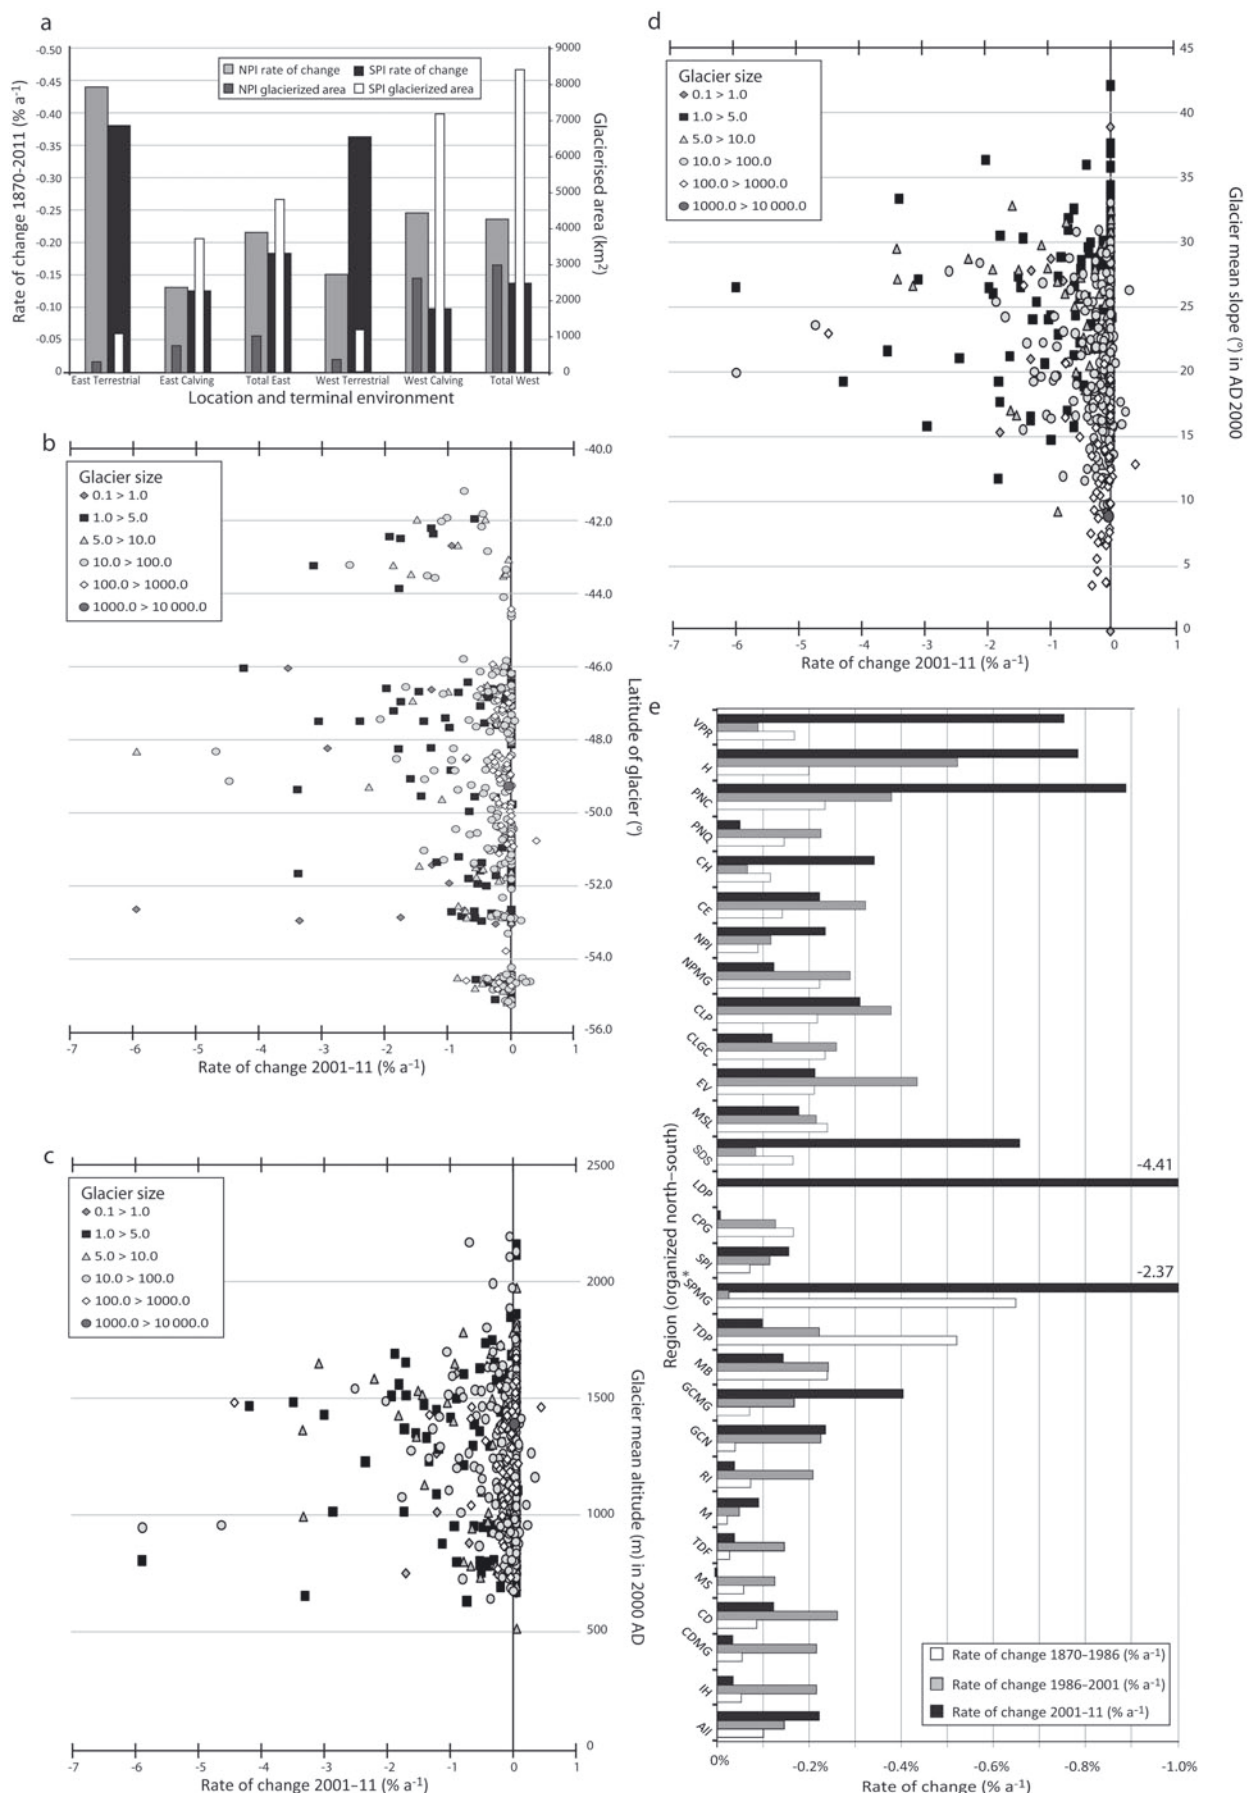 a
-0.50
-0.45
-0.40
-0.35
-0.30
-0.25
-0.20
-0.15
-0.10
-0.05
0
Rate of change 1870-2011 (% a-1)
NPI rate of change
SPI rate of change
NPI glacierized area
SPI glacierized area
9000
8000
7000
6000
5000
4000
3000
2000
1000
0
Glacierised area (km2)
East Terrestrial
East Calving
Total East
West Terrestrial
West Calving
Total West
Location and terminal environment
b
Glacier size
0.1 > 1.0
1.0 > 5.0
5.0 > 10.0
10.0 > 100.0
100.0 > 1000.0
1000.0 > 10 000.0
-40.0
-42.0
-44.0
-46.0
-48.0
-50.0
-52.0
-54.0
-56.0
Latitude of glacier (°)
-7
-6
-5
-4
-3
-2
-1
0
1
Rate of change 2001–11 (% a-1)
c
Glacier size
0.1 > 1.0
1.0 > 5.0
5.0 > 10.0
10.0 > 100.0
100.0 > 1000.0
1000.0 > 10 000.0
2500
2000
1500
1000
500
0
Glacier mean altitude (m) in 2000 AD
-7
-6
-5
-4
-3
-2
-1
0
1
Rate of change 2001–11 (% a-1)
d
Glacier size
0.1 > 1.0
1.0 > 5.0
5.0 > 10.0
10.0 > 100.0
100.0 > 1000.0
1000.0 > 10 000.0
45
40
35
30
25
20
15
10
5
0
Glacier mean slope (°) in AD 2000
-7
-6
-5
-4
-3
-2
-1
0
1
Rate of change 2001–11 (% a-1)
e
VPR
H
PNC
PNQ
CH
CE
NPI
NPMG
CLP
CLGC
EV
MSL
SDS
LDP
CPG
SPI
*SPMG
TDP
MB
GCMG
GCN
RI
M
TDF
MS
CD
CDMG
IH
All
Region (organized north–south)
-4.41
-2.37
Rate of change 1870–1986 (% a-1)
Rate of change 1986–2001 (% a-1)
Rate of change 2001–11 (% a-1)
0%
-0.2%
-0.4%
-0.6%
-0.8%
-1.0%
Rate of change (% a-1)